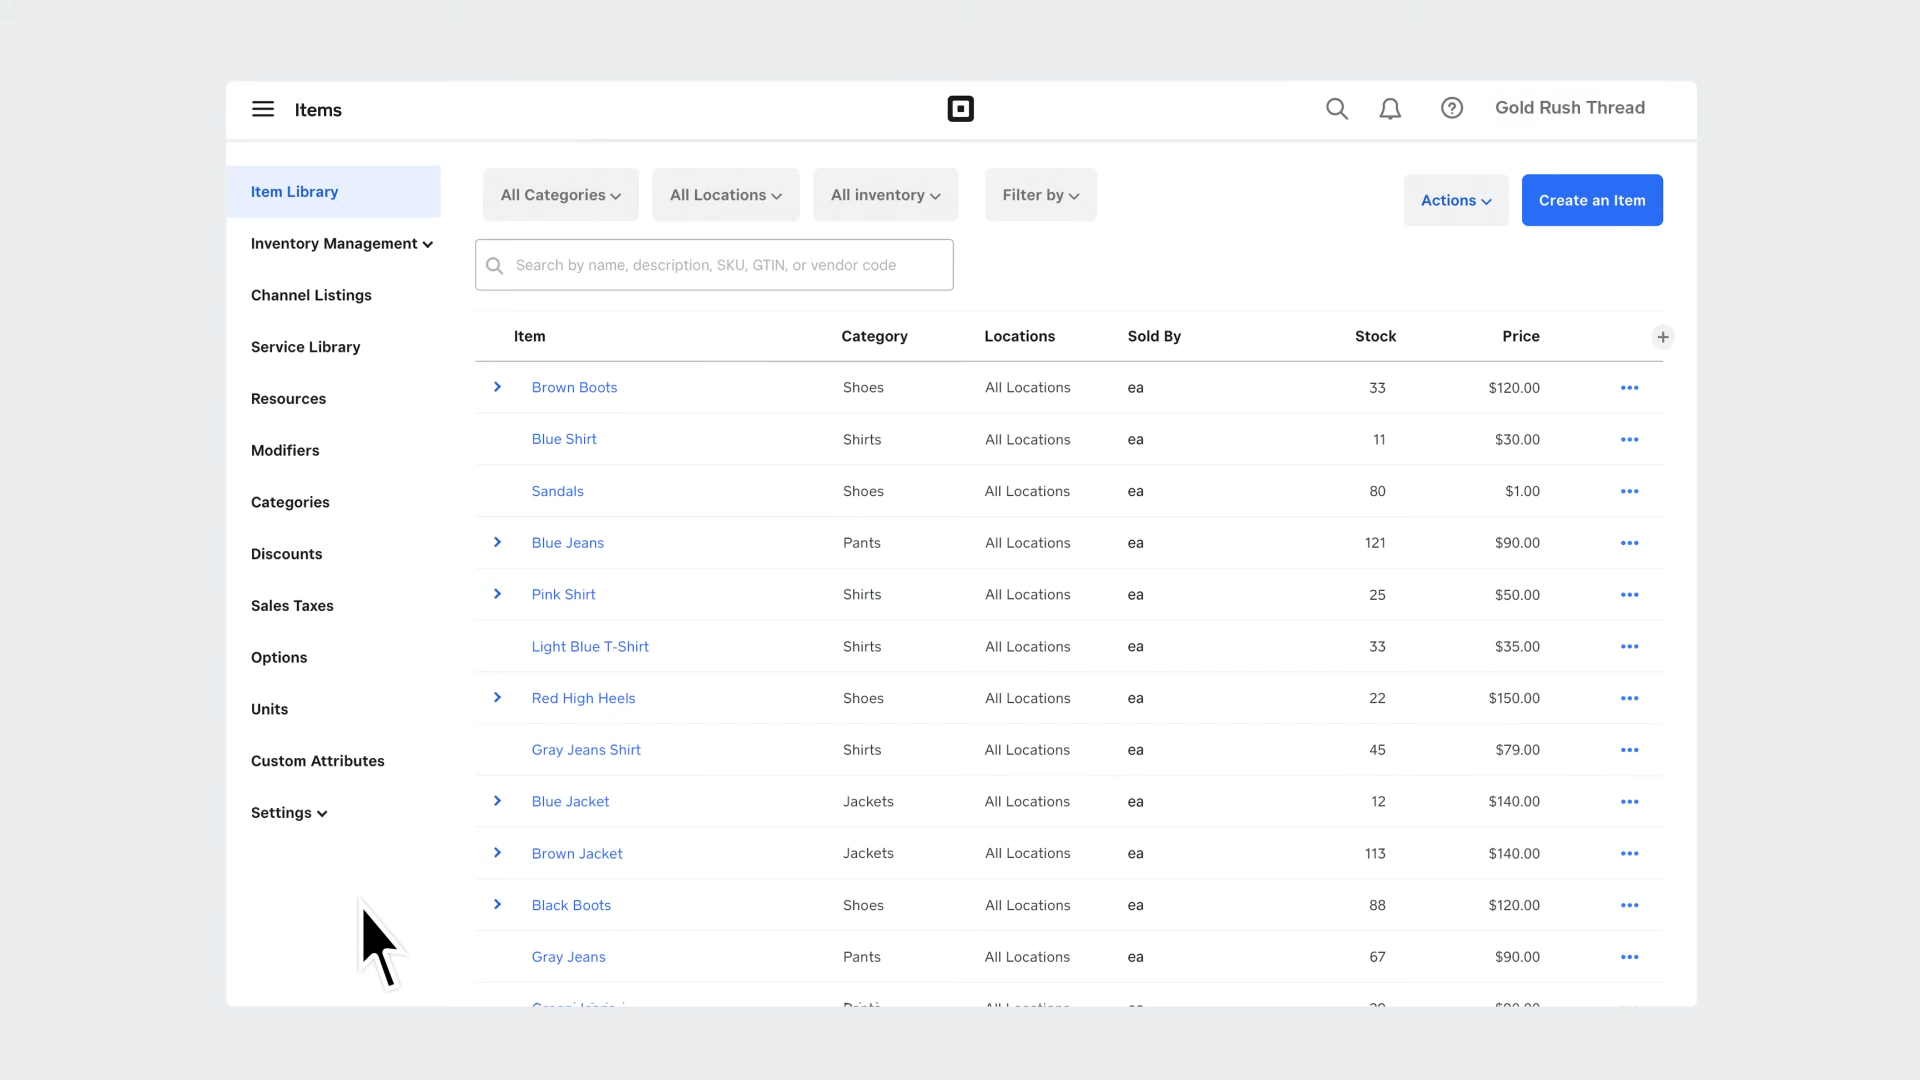 Items
Gold Rush Thread
Item Library
Inventory Management
Channel Listings
Service Library
Resources
Modifiers
Categories
Discounts
Sales Taxes
Options
Units
Custom Attributes
Settings
All Categories All Locations All inventory Filter by
Actions Create an Item
Search by name, description, SKU, GTIN, or vendor code
Item Category Locations Sold By Stock Price +
Brown Boots Shoes All Locations ea 33 $120.00
Blue Shirt Shirts All Locations ea 11 $30.00
Sandals Shoes All Locations ea 80 $1.00
Blue Jeans Pants All Locations ea 121 $90.00
Pink Shirt Shirts All Locations ea 25 $50.00
Light Blue T-Shirt Shirts All Locations ea 33 $35.00
Red High Heels Shoes All Locations ea 22 $150.00
Gray Jeans Shirt Shirts All Locations ea 45 $79.00
Blue Jacket Jackets All Locations ea 12 $140.00
Brown Jacket Jackets All Locations ea 113 $140.00
Black Boots Shoes All Locations ea 88 $120.00
Gray Jeans Pants All Locations ea 67 $90.00